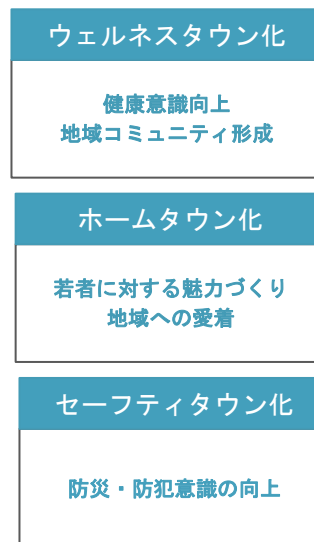 ウェルネスタウン化
健康意識向上
地域コミュニティ形成
ホームタウン化
若者に対する魅力づくり
地域への愛着
セーフティタウン化
防災・防犯意識の向上